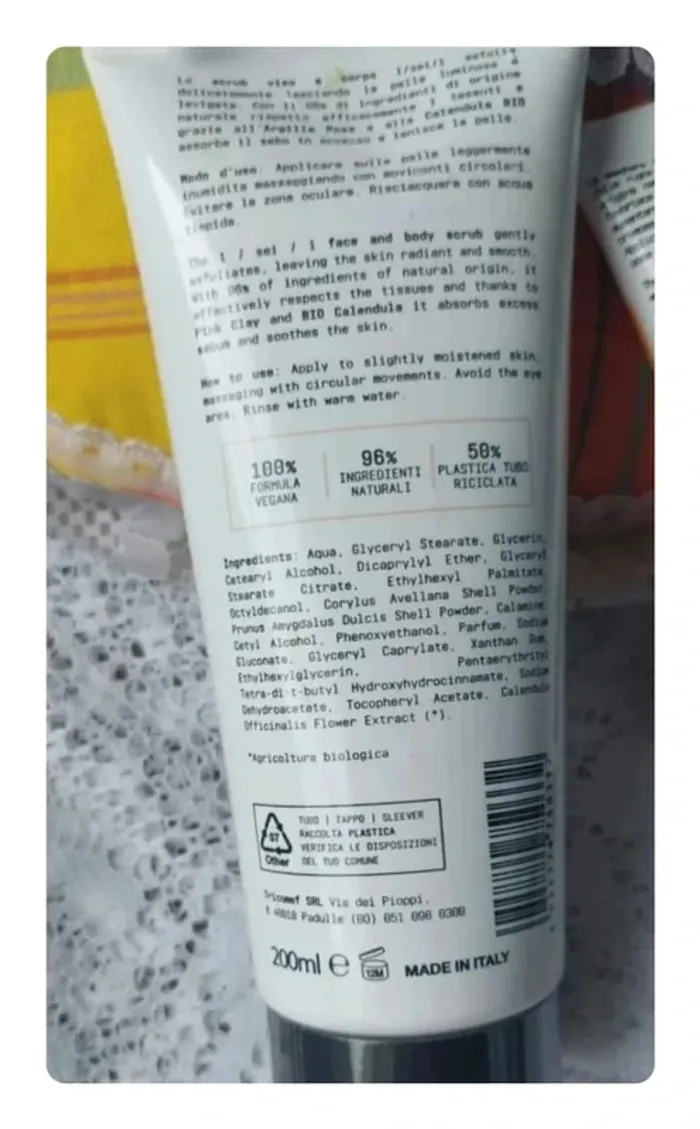 Lo scrub viso e corpo 1/sei/1 esfolia
delicatamente lasciando la pelle luminosa e
levigata. Con il 96% di ingredienti di origine
naturale rispetta efficacemente i tessuti e
grazie all'Argilla Rosa e alla Calendula BIO
assorbe il sebo in eccesso e lenisce la pelle.
Modo d'uso: Applicare sulla pelle leggermente
inumidita massaggiando con movimenti circolari.
Evitare la zona oculare. Risciacquare con acqua
tiepida.
The 1 / sei / 1 face and body scrub gently
exfoliates, leaving the skin radiant and smooth.
With 96% of ingredients of natural origin, it
effectively respects the tissues and thanks to
Pink Clay and BIO Calendula it absorbs excess
sebum and soothes the skin.
How to use: Apply to slightly moistened skin,
massaging with circular movements. Avoid the eye
area. Rinse with warm water.
100% 96% 50%
FORMULA INGREDIENTI PLASTICA TUBO
VEGANA NATURALI RICICLATA
Ingredients: Aqua, Glyceryl Stearate, Glycerin,
Cetearyl Alcohol, Dicaprylyl Ether, Glyceryl
Stearate Citrate, Ethylhexyl Palmitate,
Octyldecanol, Corylus Avellana Shell Powder,
Prunus Amygdalus Dulcis Shell Powder, Calamine,
Cetyl Alcohol, Phenoxyethanol, Parfum, Sodium
Gluconate, Glyceryl Caprylate, Xanthan Gum,
Ethylhexylglycerin, Pentaerythrityl
Tetra-di-t-butyl Hydroxyhydrocinnamate, Sodium
Dehydroacetate, Tocopheryl Acetate, Calendula
Officinalis Flower Extract (*).
*Agricoltura biologica
TUBO | TAPPO | SLEEVER
RACCOLTA PLASTICA
VERIFICA LE DISPOSIZIONI
DEL TUO COMUNE
07
Other
SRL Via dei Pioppi,
Padulle (BO) 051 098 0300
200ml e 12M MADE IN ITALY